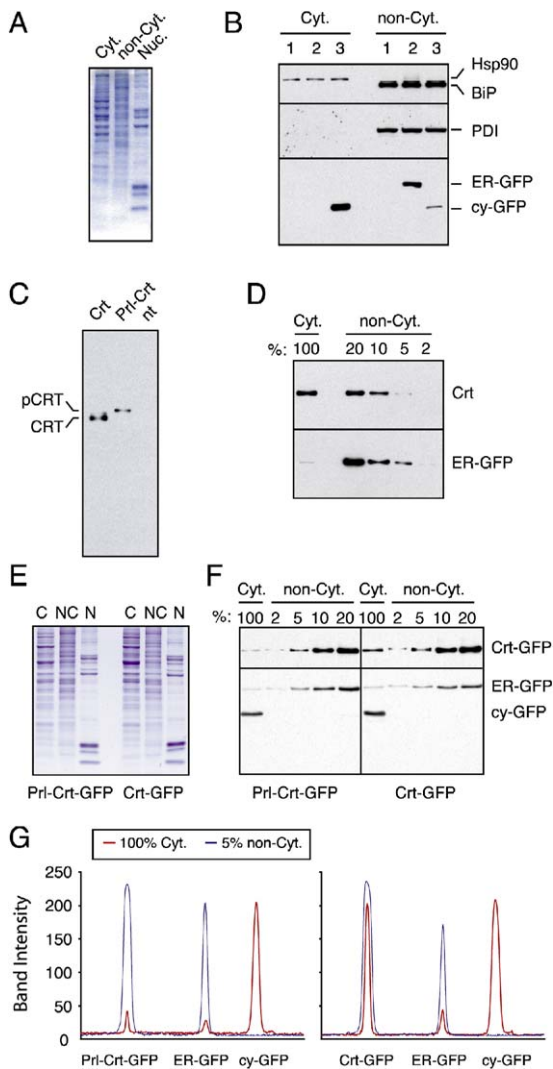 A
Cyt.
non-Cyt.
Nuc.
B
Cyt. non-Cyt.
1 2 3 1 2 3
Hsp90
BiP
PDI
ER-GFP
cy-GFP
C
Crt
Prl-Crt
nt
pCRT
CRT
D
Cyt. non-Cyt.
%: 100 20 10 5 2
Crt
ER-GFP
E
C NC N C NC N
Prl-Crt-GFP Crt-GFP
F
Cyt. non-Cyt. Cyt. non-Cyt.
%: 100 2 5 10 20 100 2 5 10 20
Crt-GFP
ER-GFP
cy-GFP
Prl-Crt-GFP Crt-GFP
G
100% Cyt. 5% non-Cyt.
Band Intensity
250
200
150
100
50
0
Prl-Crt-GFP ER-GFP cy-GFP Crt-GFP ER-GFP cy-GFP